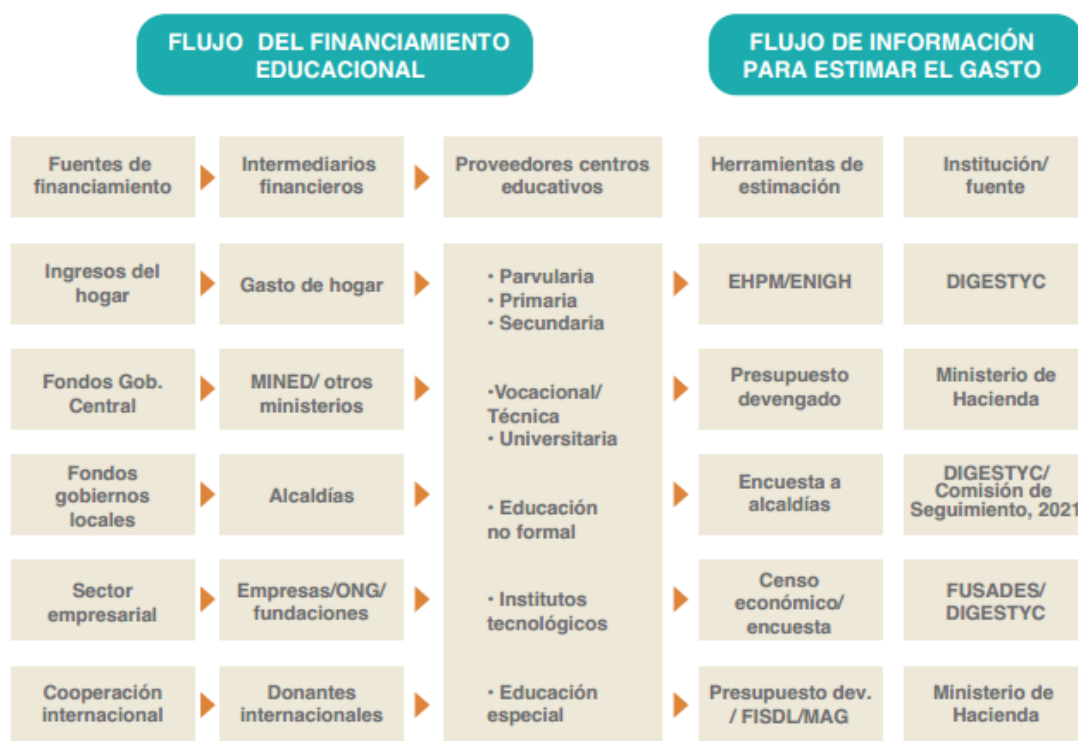 FLUJO DEL FINANCIAMIENTO
EDUCACIONAL
FLUJO DE INFORMACIÓN
PARA ESTIMAR EL GASTO
Fuentes de
financiamiento
Intermediarios
financieros
Proveedores centros
educativos
Herramientas de
estimación
Institución/
fuente
Ingresos del
hogar
Gasto de hogar
• Parvularia
• Primaria
• Secundaria
EHPM/ENIGH
DIGESTYC
Fondos Gob.
Central
MINED/ otros
ministerios
•Vocacional/
Técnica
• Universitaria
Presupuesto
devengado
Ministerio de
Hacienda
Fondos
gobiernos
locales
Alcaldías
• Educación
no formal
Encuesta a
alcaldías
DIGESTYC/
Comisión de
Seguimiento, 2021
Sector
empresarial
Empresas/ONG/
fundaciones
• Institutos
tecnológicos
Censo
económico/
encuesta
FUSADES/
DIGESTYC
Cooperación
internacional
Donantes
internacionales
• Educación
especial
Presupuesto dev.
/ FISDL/MAG
Ministerio de
Hacienda